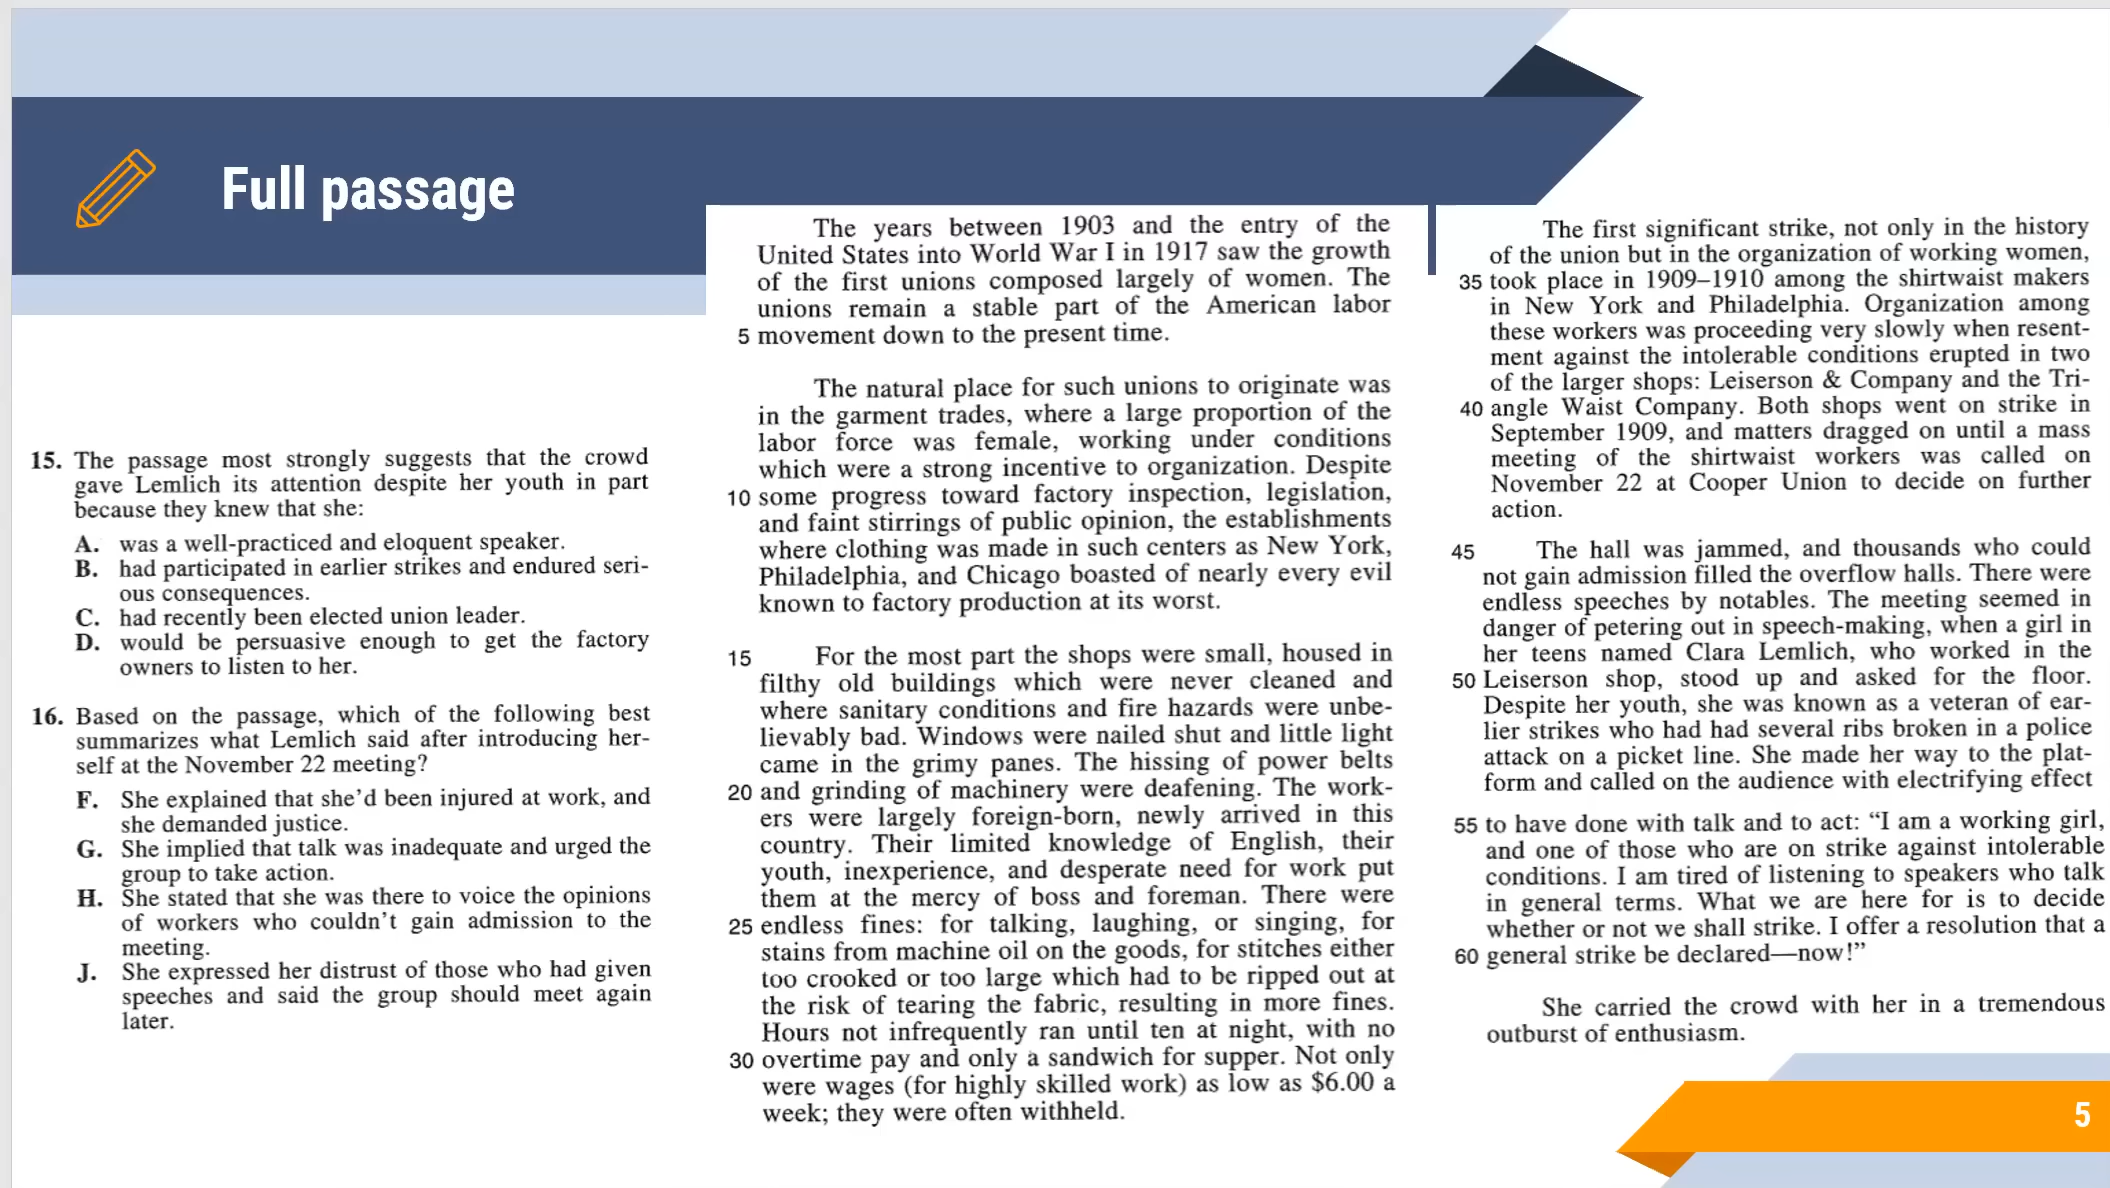 Full passage
15. The passage most strongly suggests that the crowd
gave Lemlich its attention despite her youth in part
because they knew that she:
A. was a well-practiced and eloquent speaker.
B. had participated in earlier strikes and endured seri-
ous consequences.
C. had recently been elected union leader.
D. would be persuasive enough to get the factory
owners to listen to her.
16. Based on the passage, which of the following best
summarizes what Lemlich said after introducing her-
self at the November 22 meeting?
F. She explained that she'd been injured at work, and
she demanded justice.
G. She implied that talk was inadequate and urged the
group to take action.
H. She stated that she was there to voice the opinions
of workers who couldn't gain admission to the
meeting.
J. She expressed her distrust of those who had given
speeches and said the group should meet again
later.
The years between 1903 and the entry of the
United States into World War I in 1917 saw the growth
of the first unions composed largely of women. The
unions remain a stable part of the American labor
5 movement down to the present time.
The natural place for such unions to originate was
in the garment trades, where a large proportion of the
labor force was female, working under conditions
which were a strong incentive to organization. Despite
10 some progress toward factory inspection, legislation,
and faint stirrings of public opinion, the establishments
where clothing was made in such centers as New York,
Philadelphia, and Chicago boasted of nearly every evil
known to factory production at its worst.
15 For the most part the shops were small, housed in
filthy old buildings which were never cleaned and
where sanitary conditions and fire hazards were unbe-
lievably bad. Windows were nailed shut and little light
came in the grimy panes. The hissing of power belts
20 and grinding of machinery were deafening. The work-
ers were largely foreign-born, newly arrived in this
country. Their limited knowledge of English, their
youth, inexperience, and desperate need for work put
them at the mercy of boss and foreman. There were
25 endless fines: for talking, laughing, or singing, for
stains from machine oil on the goods, for stitches either
too crooked or too large which had to be ripped out at
the risk of tearing the fabric, resulting in more fines.
Hours not infrequently ran until ten at night, with no
30 overtime pay and only a sandwich for supper. Not only
were wages (for highly skilled work) as low as $6.00 a
week; they were often withheld.
The first significant strike, not only in the history
of the union but in the organization of working women,
35 took place in 1909–1910 among the shirtwaist makers
in New York and Philadelphia. Organization among
these workers was proceeding very slowly when resent-
ment against the intolerable conditions erupted in two
of the larger shops: Leiserson & Company and the Tri-
40 angle Waist Company. Both shops went on strike in
September 1909, and matters dragged on until a mass
meeting of the shirtwaist workers was called on
November 22 at Cooper Union to decide on further
action.
45 The hall was jammed, and thousands who could
not gain admission filled the overflow halls. There were
endless speeches by notables. The meeting seemed in
danger of petering out in speech-making, when a girl in
her teens named Clara Lemlich, who worked in the
50 Leiserson shop, stood up and asked for the floor.
Despite her youth, she was known as a veteran of ear-
lier strikes who had had several ribs broken in a police
attack on a picket line. She made her way to the plat-
form and called on the audience with electrifying effect
55 to have done with talk and to act: "I am a working girl,
and one of those who are on strike against intolerable
conditions. I am tired of listening to speakers who talk
in general terms. What we are here for is to decide
whether or not we shall strike. I offer a resolution that a
60 general strike be declared—now!"
She carried the crowd with her in a tremendous
outburst of enthusiasm.
5